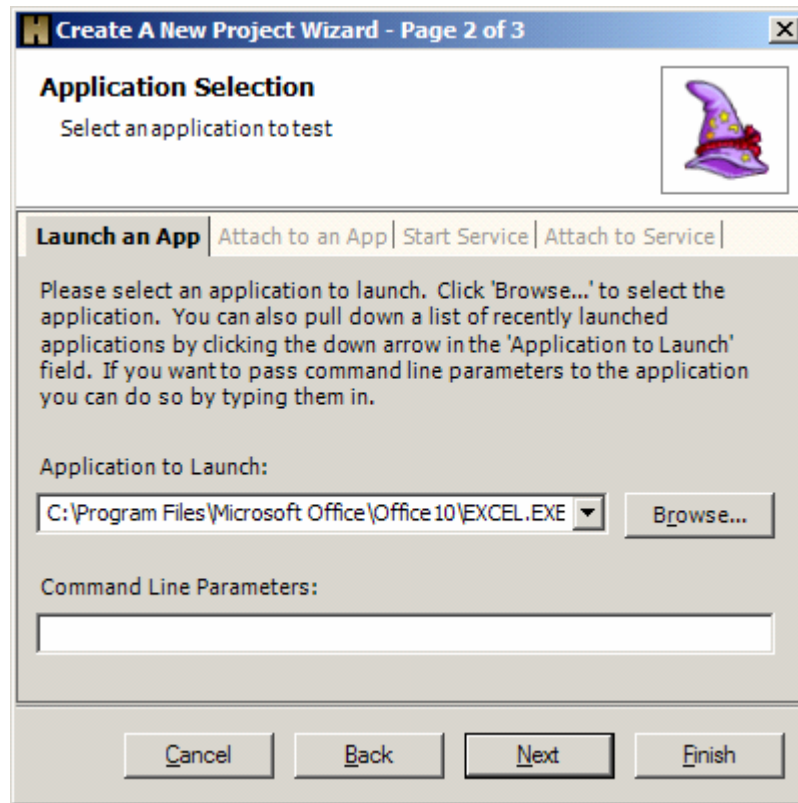 Create A New Project Wizard - Page 2 of 3
Application Selection
Select an application to test
Launch an App Attach to an App Start Service Attach to Service
Please select an application to launch. Click 'Browse...' to select the
application. You can also pull down a list of recently launched
applications by clicking the down arrow in the 'Application to Launch'
field. If you want to pass command line parameters to the application
you can do so by typing them in.
Application to Launch:
C:\Program Files\Microsoft Office\Office10\EXCEL.EXE Browse...
Command Line Parameters:
Cancel Back Next Finish